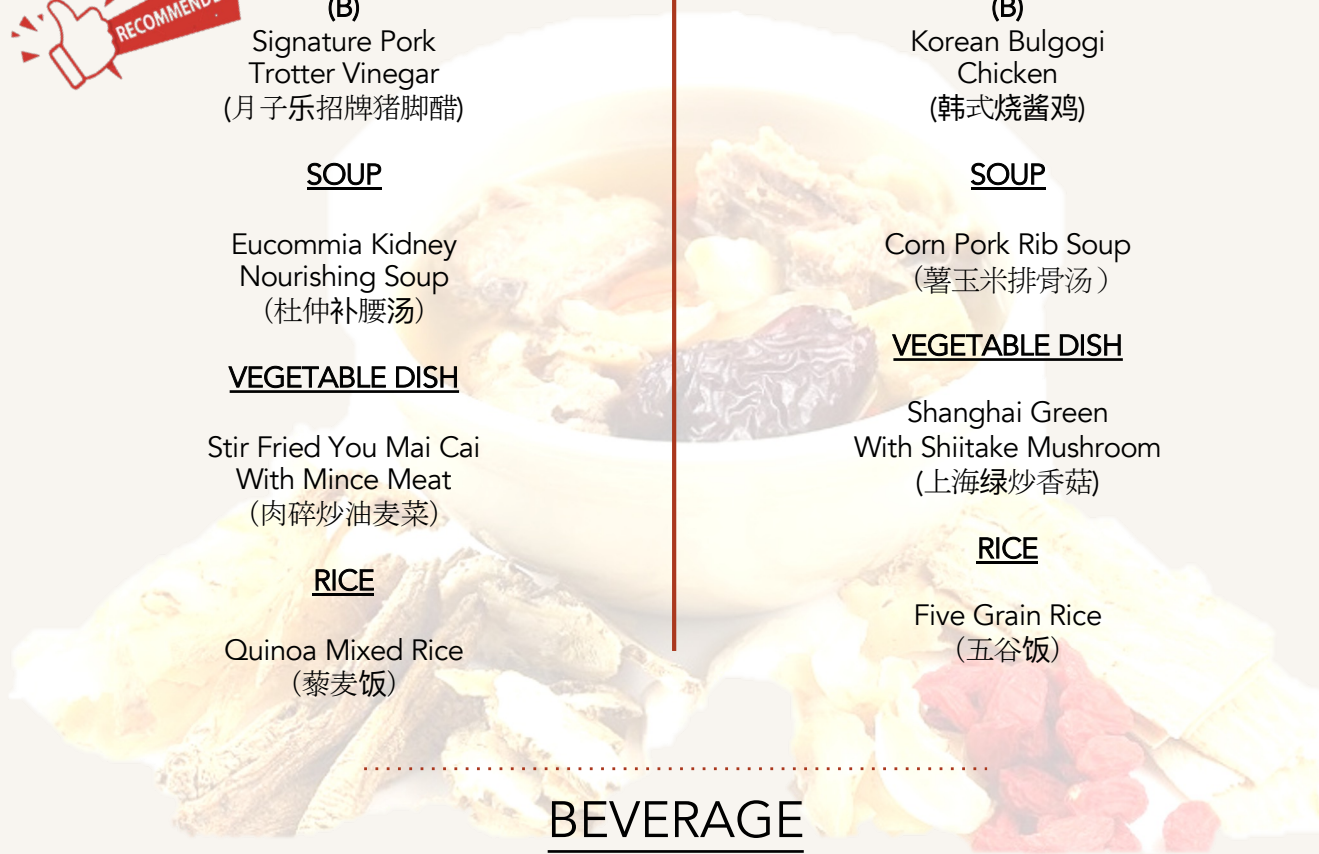 RECOMMENDE
(B)
Signature Pork
Trotter Vinegar
(月子乐招牌猪脚醋)
SOUP
Eucommia Kidney
Nourishing Soup
（杜仲补腰汤）
VEGETABLE DISH
Stir Fried You Mai Cai
With Mince Meat
（肉碎炒油麦菜）
RICE
Quinoa Mixed Rice
（藜麦饭）
(B)
Korean Bulgogi
Chicken
(韩式烧酱鸡)
SOUP
Corn Pork Rib Soup
（薯玉米排骨汤 ）
VEGETABLE DISH
Shanghai Green
With Shiitake Mushroom
(上海绿炒香菇)
RICE
Five Grain Rice
（五谷饭）
BEVERAGE